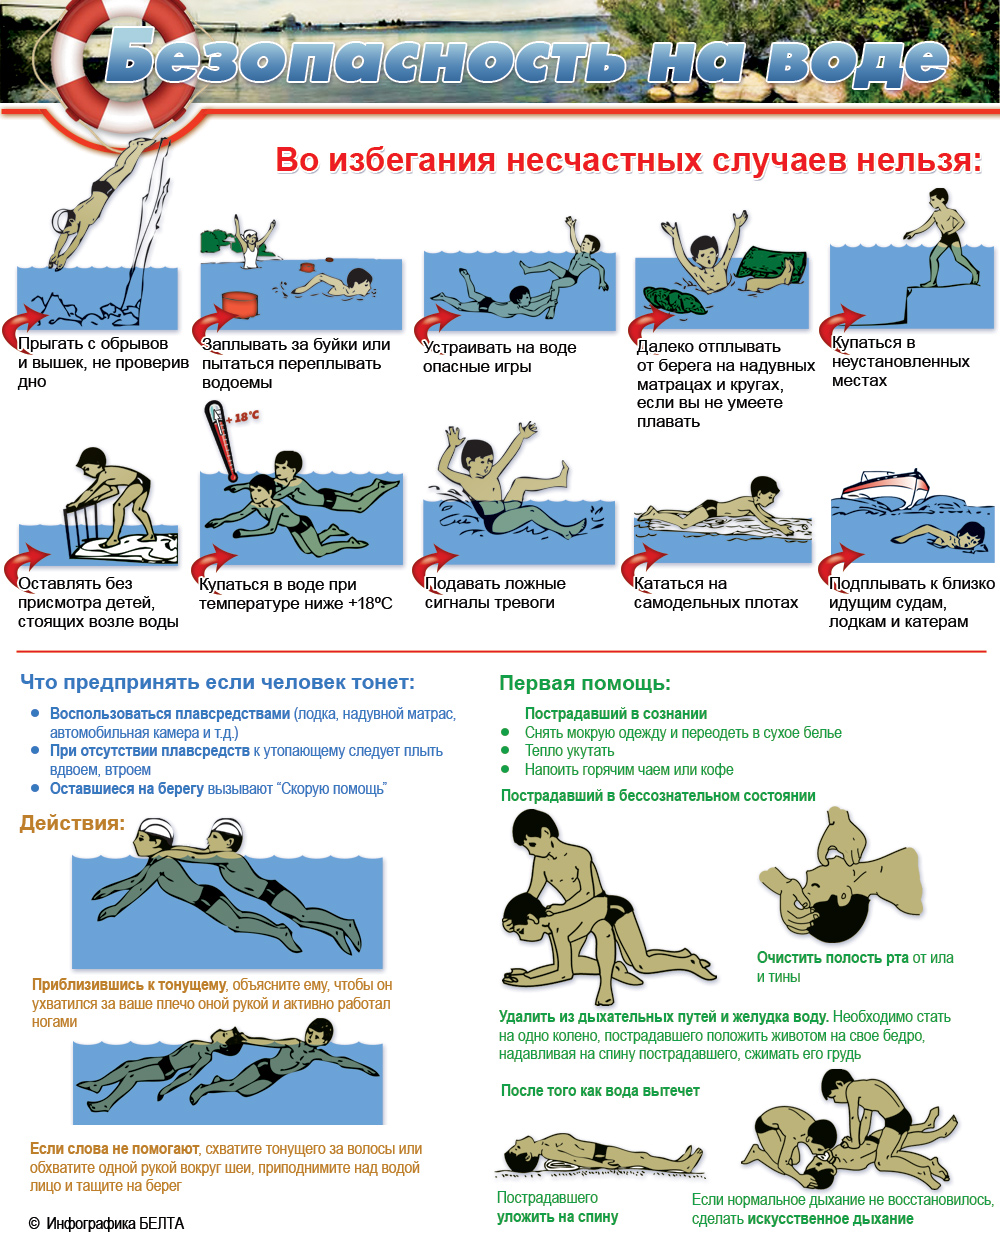 Безопасность на воде
Во избегания несчастных случаев нельзя:
Прыгать с обрывов
и вышек, не проверив
дно
Заплывать за буйки или
пытаться переплывать
водоемы
Устраивать на воде
опасные игры
Далеко отплывать
от берега на надувных
матрацах и кругах,
если вы не умеете
плавать
Купаться в
неустановленных
местах
Оставлять без
присмотра детей,
стоящих возле воды
+ 18°C
Купаться в воде при
температуре ниже +18ºС
Подавать ложные
сигналы тревоги
Кататься на
самодельных плотах
Подплывать к близко
идущим судам,
лодкам и катерам
Что предпринять если человек тонет:
Воспользоваться плавсредствами (лодка, надувной матрас,
автомобильная камера и т.д.)
При отсутствии плавсредств к утопающему следует плыть
вдвоем, втроем
Оставшиеся на берегу вызывают “Скорую помощь”
Действия:
Приблизившись к тонущему, объясните ему, чтобы он
ухватился за ваше плечо оной рукой и активно работал
ногами
Если слова не помогают, схватите тонущего за волосы или
обхватите одной рукой вокруг шеи, приподнимите над водой
лицо и тащите на берег
© Инфографика БЕЛТА
Первая помощь:
Пострадавший в сознании
Снять мокрую одежду и переодеть в сухое белье
Тепло укутать
Напоить горячим чаем или кофе
Пострадавший в бессознательном состоянии
Очистить полость рта от ила
и тины
Удалить из дыхательных путей и желудка воду. Необходимо стать
на одно колено, пострадавшего положить животом на свое бедро,
надавливая на спину пострадавшего, сжимать его грудь
После того как вода вытечет
Пострадавшего
уложить на спину
Если нормальное дыхание не восстановилось,
сделать искусственное дыхание